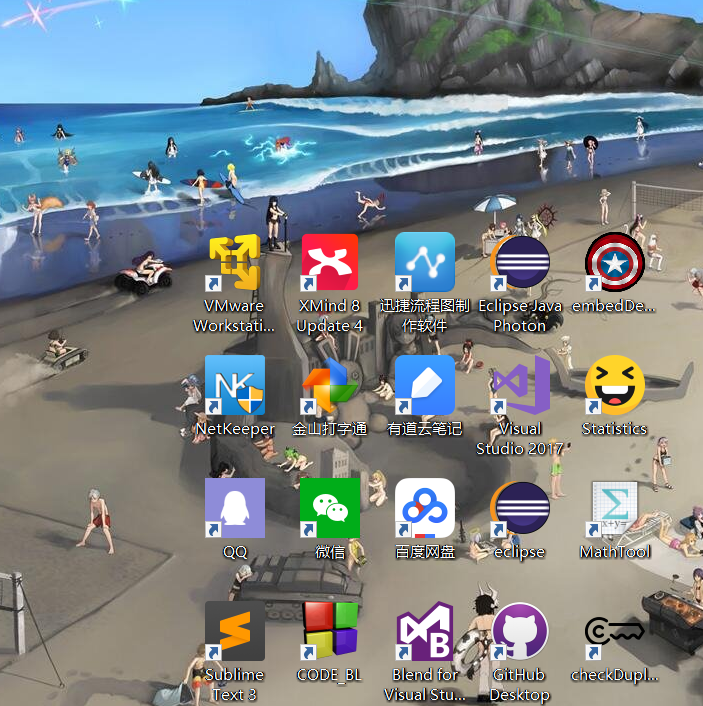 VMware
Workstati...
XMind 8
Update 4
迅捷流程图制
作软件
Eclipse Java
Photon
embedDe...
NK
NetKeeper
金山打字通
有道云笔记
Visual
Studio 2017
Statistics
QQ
微信
百度网盘
eclipse
Σ
x+y=
MathTool
Sublime
Text 3
CODE_BL
B
Blend for
Visual Stu...
GitHub
Desktop
C
checkDupl...